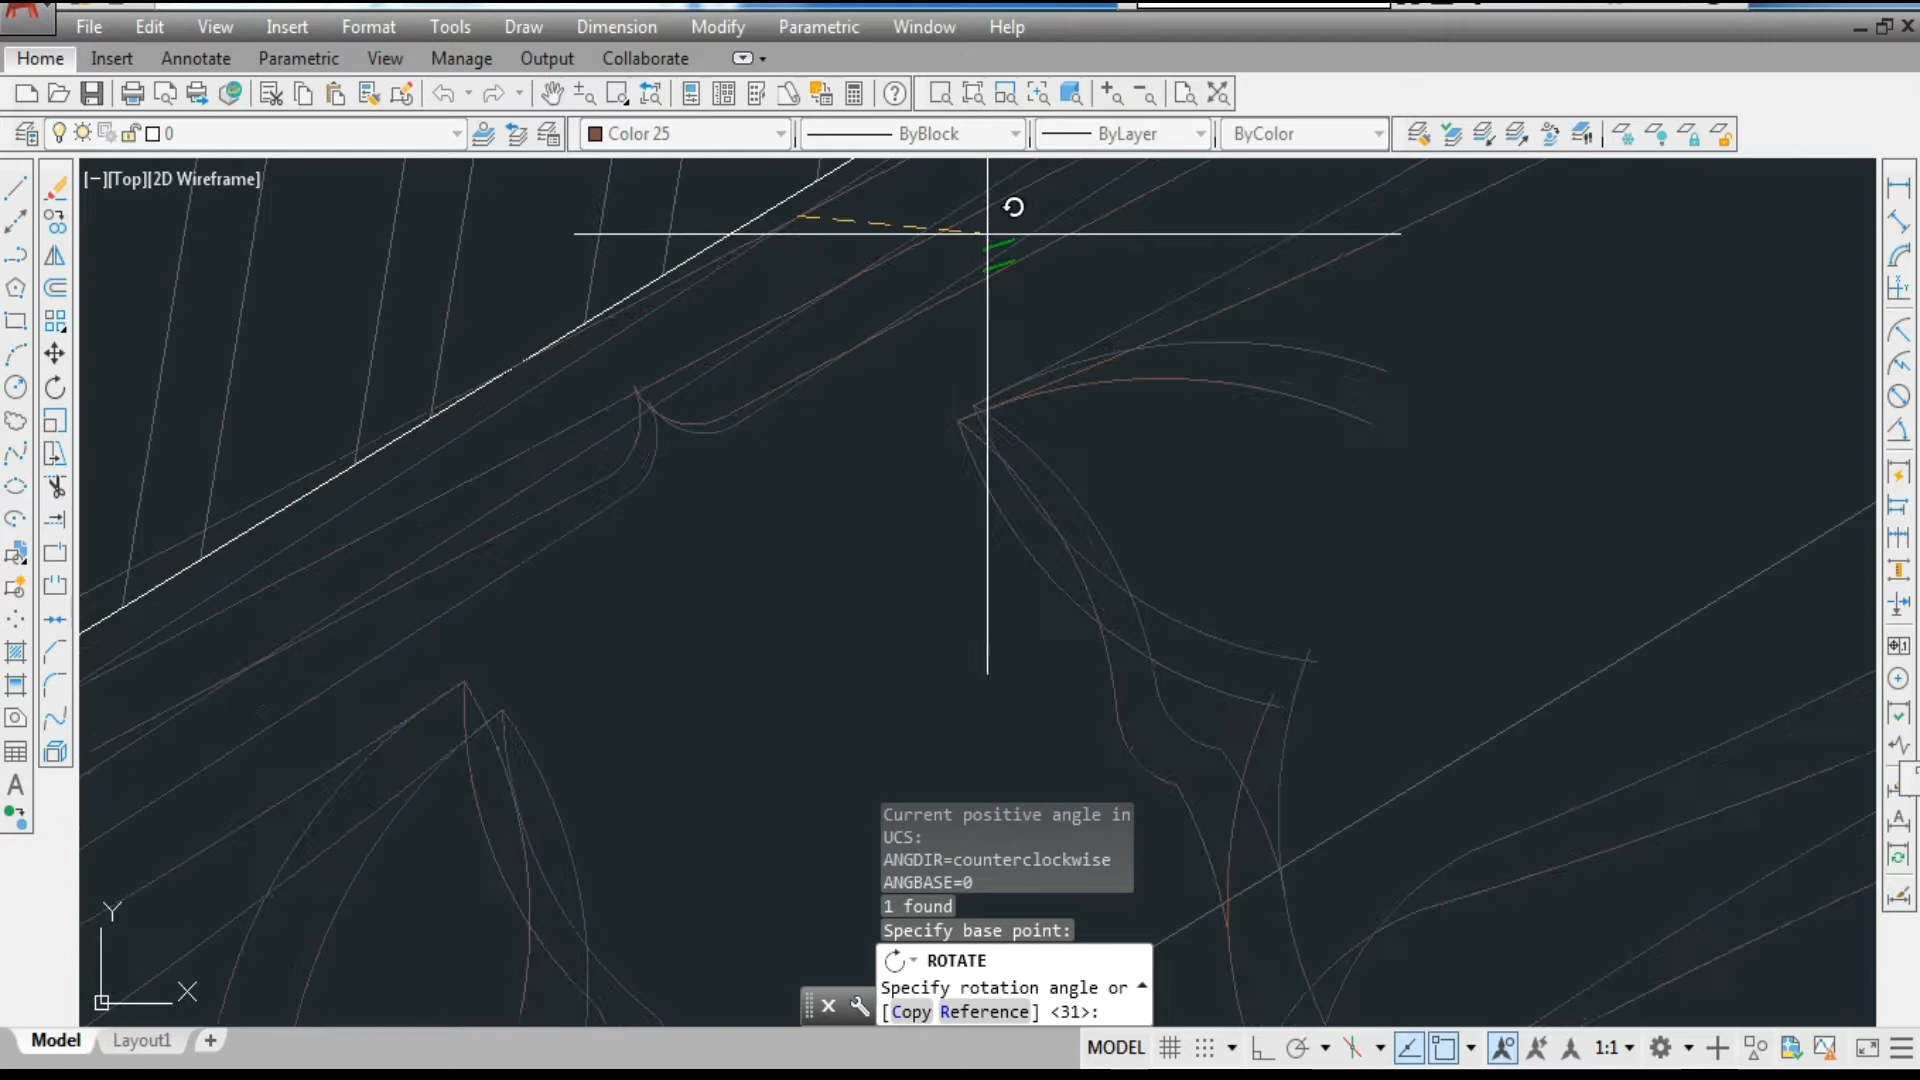 File Edit View Insert Format Tools Draw Dimension Modify Parametric Window Help
Home Insert Annotate Parametric View Manage Output Collaborate
0 Color 25 ByBlock ByLayer ByColor
[−][Top][2D Wireframe]
Current positive angle in
UCS:
ANGDIR=counterclockwise
ANGBASE=0
1 found
Specify base point:
ROTATE
Specify rotation angle or
[Copy Reference] <31>:
Y
X
Model Layout1 +
MODEL 1:1